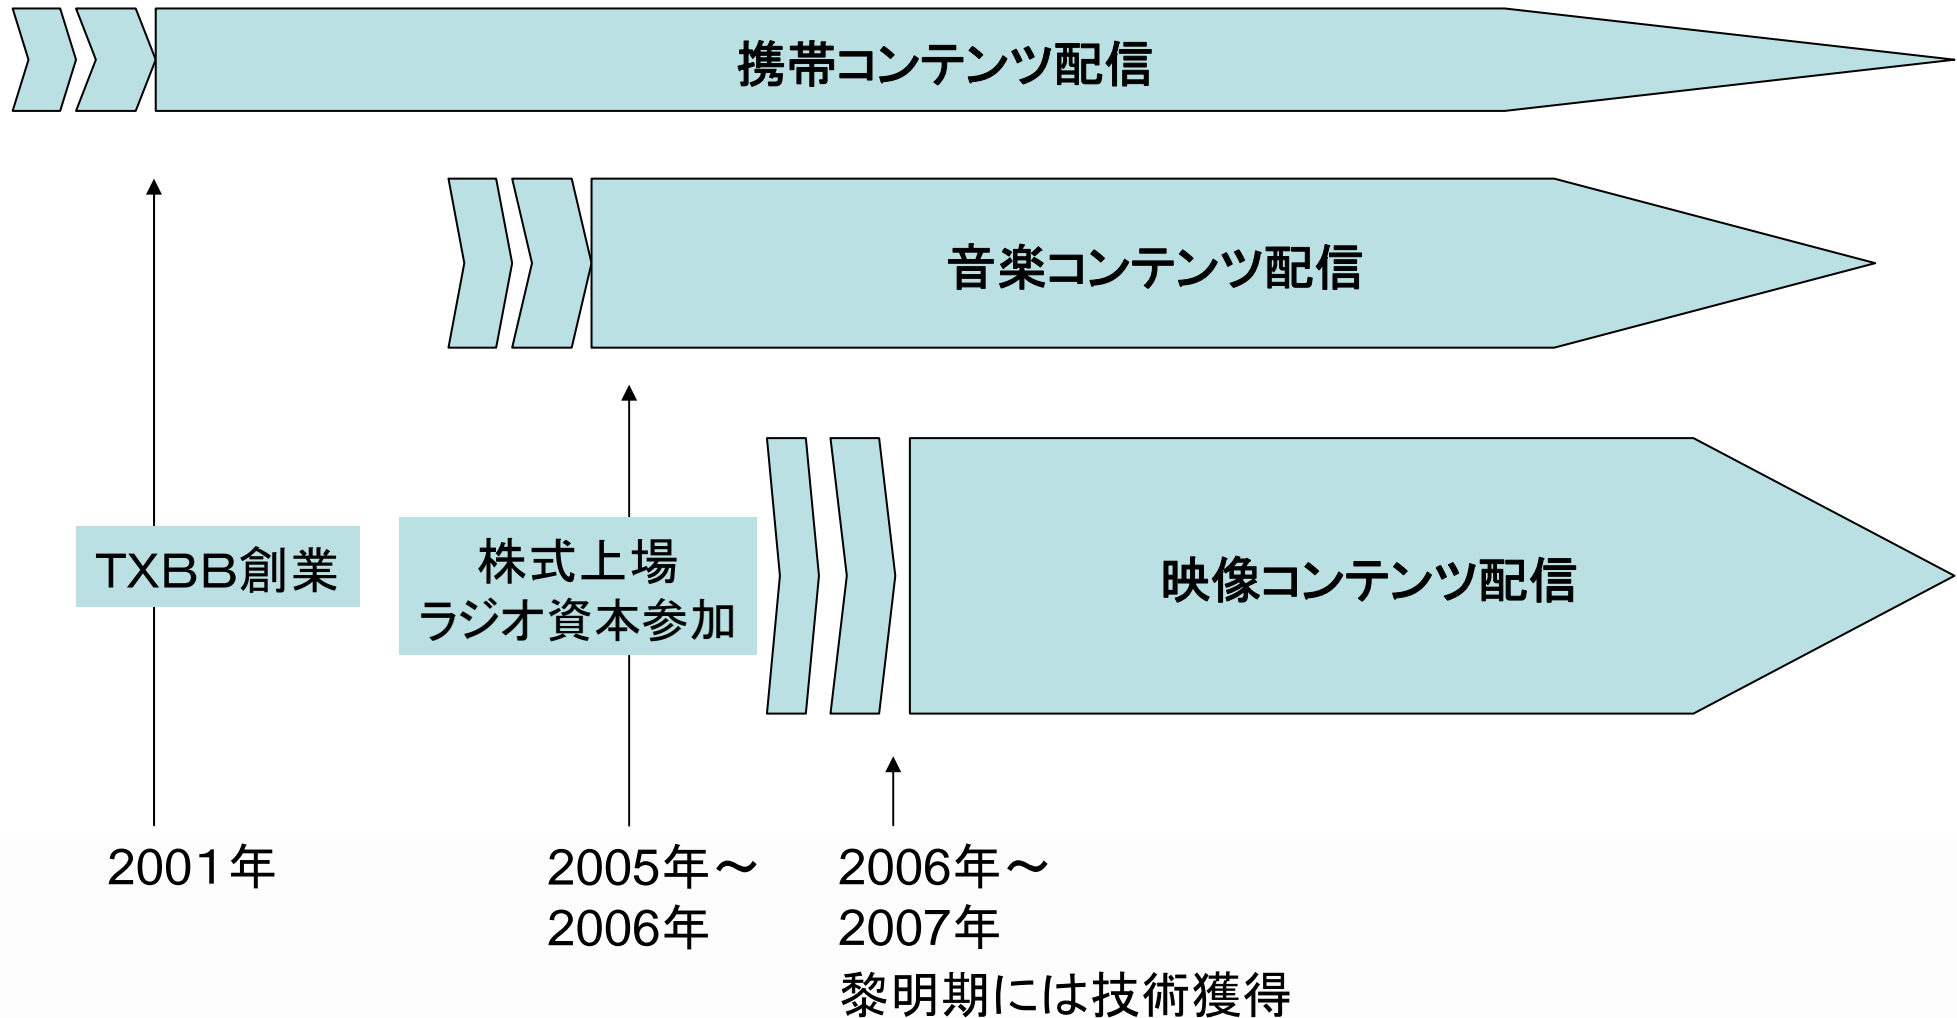 携帯コンテンツ配信
音楽コンテンツ配信
映像コンテンツ配信
TXBB創業
株式上場
ラジオ資本参加
2001年
2005年～
2006年
2006年～
2007年
黎明期には技術獲得